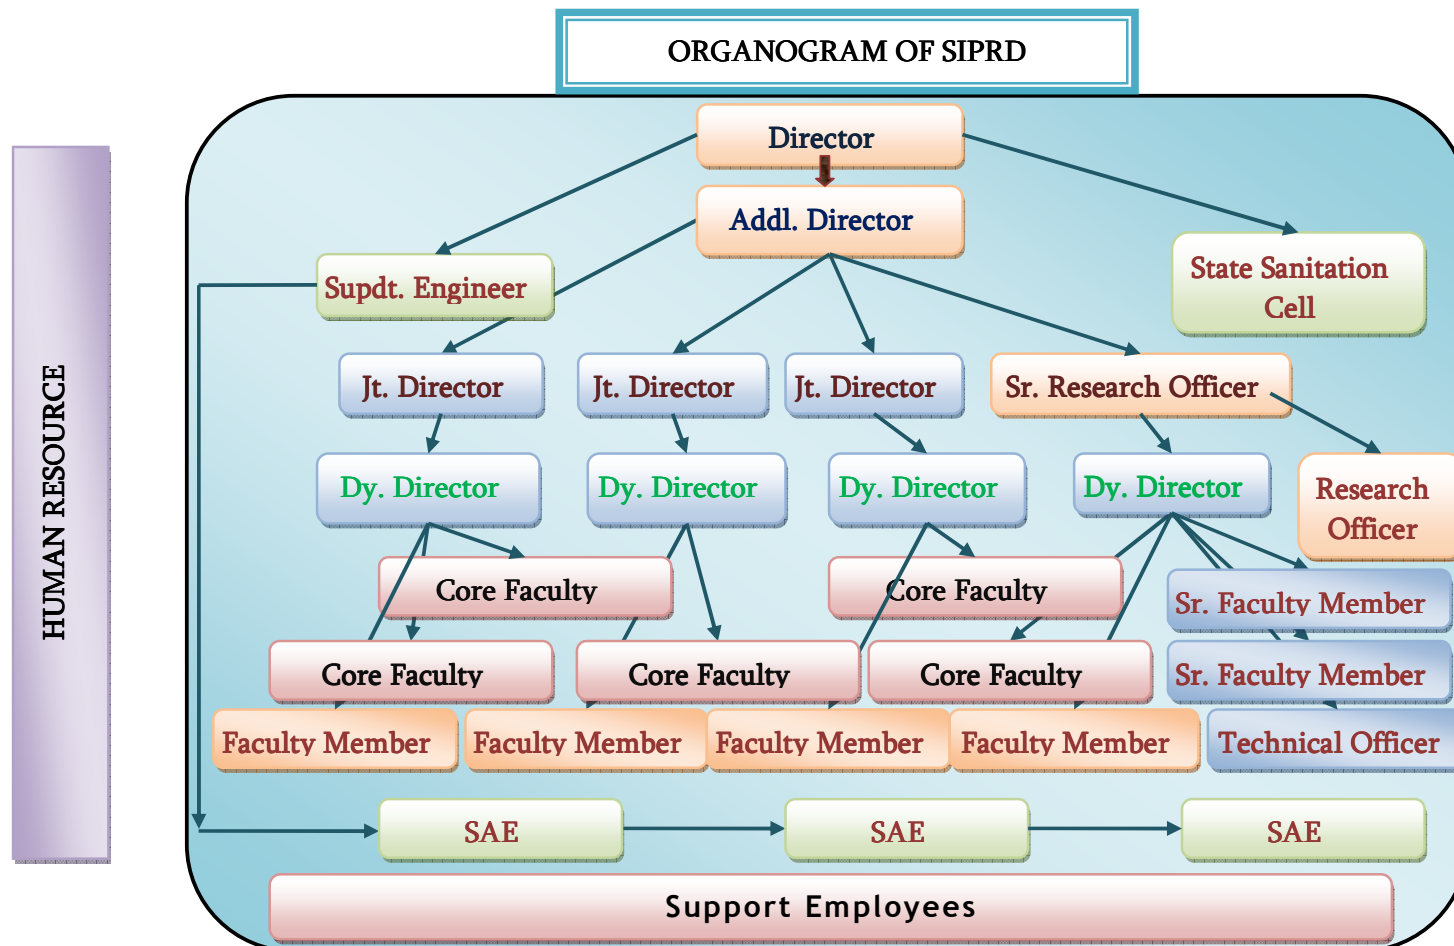 ORGANOGRAM OF SIPRD
HUMAN RESOURCE
Director
Addl. Director
Supdt. Engineer
State Sanitation
Cell
Jt. Director
Jt. Director
Jt. Director
Sr. Research Officer
Dy. Director
Dy. Director
Dy. Director
Dy. Director
Research
Officer
Core Faculty
Core Faculty
Sr. Faculty Member
Core Faculty
Core Faculty
Core Faculty
Sr. Faculty Member
Faculty Member
Faculty Member
Faculty Member
Faculty Member
Technical Officer
SAE
SAE
SAE
Support Employees